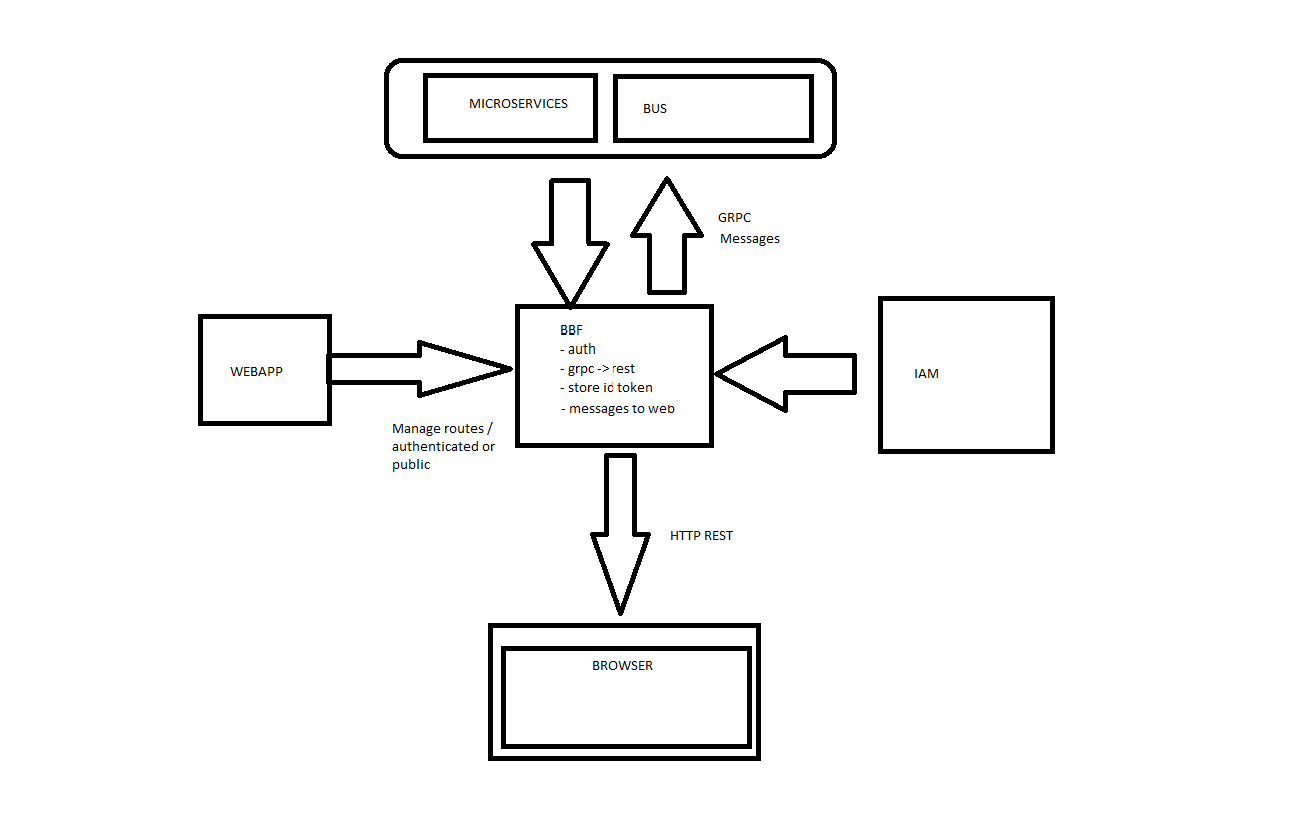 MICROSERVICES
BUS
GRPC
Messages
WEBAPP
Manage routes /
authenticated or
public
BBF
- auth
- grpc -> rest
- store id token
- messages to web
IAM
HTTP REST
BROWSER